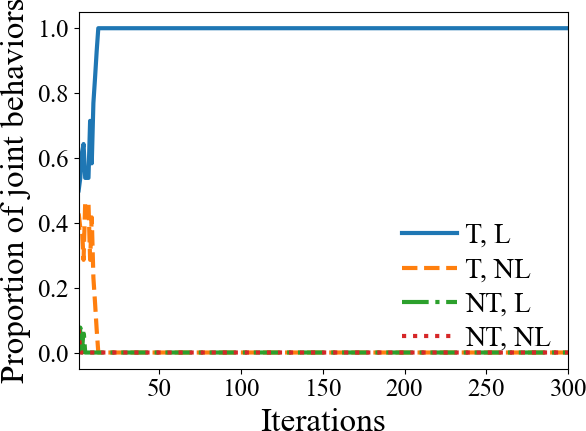 Proportion of joint behaviors
1.0
0.8
0.6
0.4
0.2
0.0
T, L
T, NL
NT, L
NT, NL
50 100 150 200 250 300
Iterations